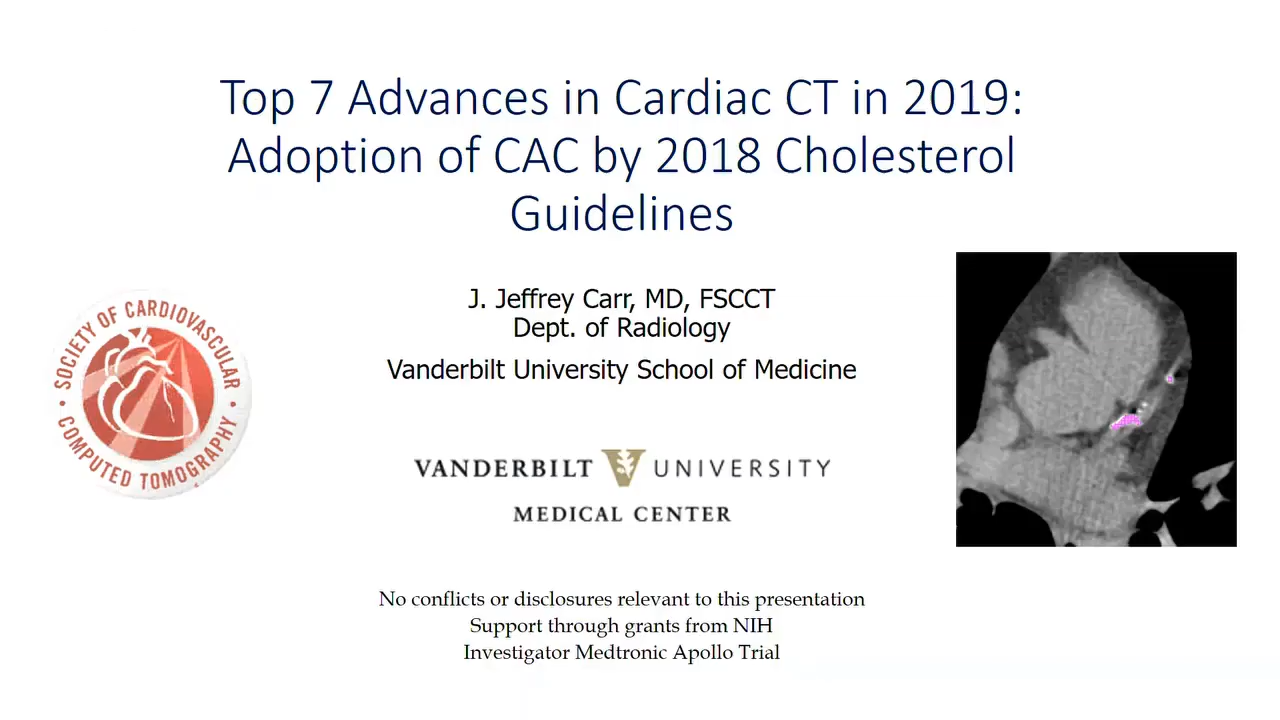 Top 7 Advances in Cardiac CT in 2019:
Adoption of CAC by 2018 Cholesterol
Guidelines
J. Jeffrey Carr, MD, FSCCT
Dept. of Radiology
Vanderbilt University School of Medicine
SOCIETY OF CARDIOVASCULAR
• COMPUTED TOMOGRAPHY •
VANDERBILT UNIVERSITY
MEDICAL CENTER
No conflicts or disclosures relevant to this presentation
Support through grants from NIH
Investigator Medtronic Apollo Trial